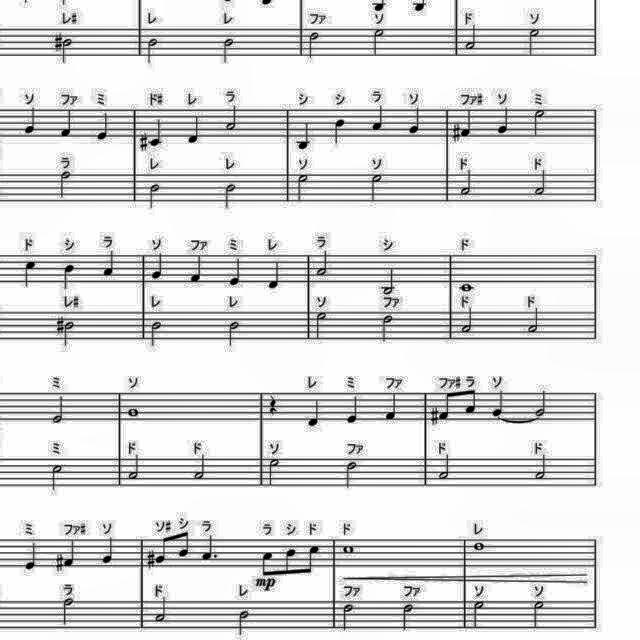 レ# レ レ ファ ソ ド ソ
ソ ファ ミ ド# レ ラ シ シ ラ ソ ファ# ソ ミ
ラ レ レ ソ ソ ド ド
ド シ ラ ソ ファ ミ レ ラ シ ド
レ# レ レ ソ ファ ド ド
ミ ソ レ ミ ファ ファ# ラ ソ
ミ ド ド ソ ファ ド ド
ミ ファ# ソ ソ# シ ラ ラ シ ド ド レ
mp
ラ ド レ ファ ファ ソ ソ